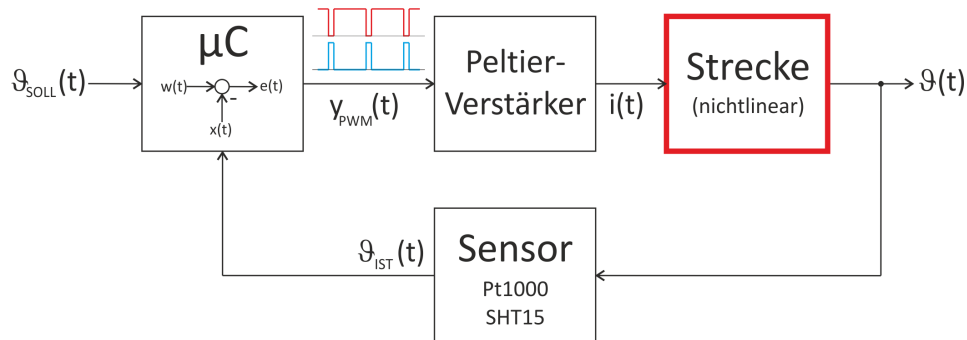 µC
ϑSOLL(t)
w(t)
e(t)
-
x(t)
yPWM(t)
Peltier-
Verstärker
i(t)
Strecke
(nichtlinear)
ϑ(t)
ϑIST(t)
Sensor
Pt1000
SHT15